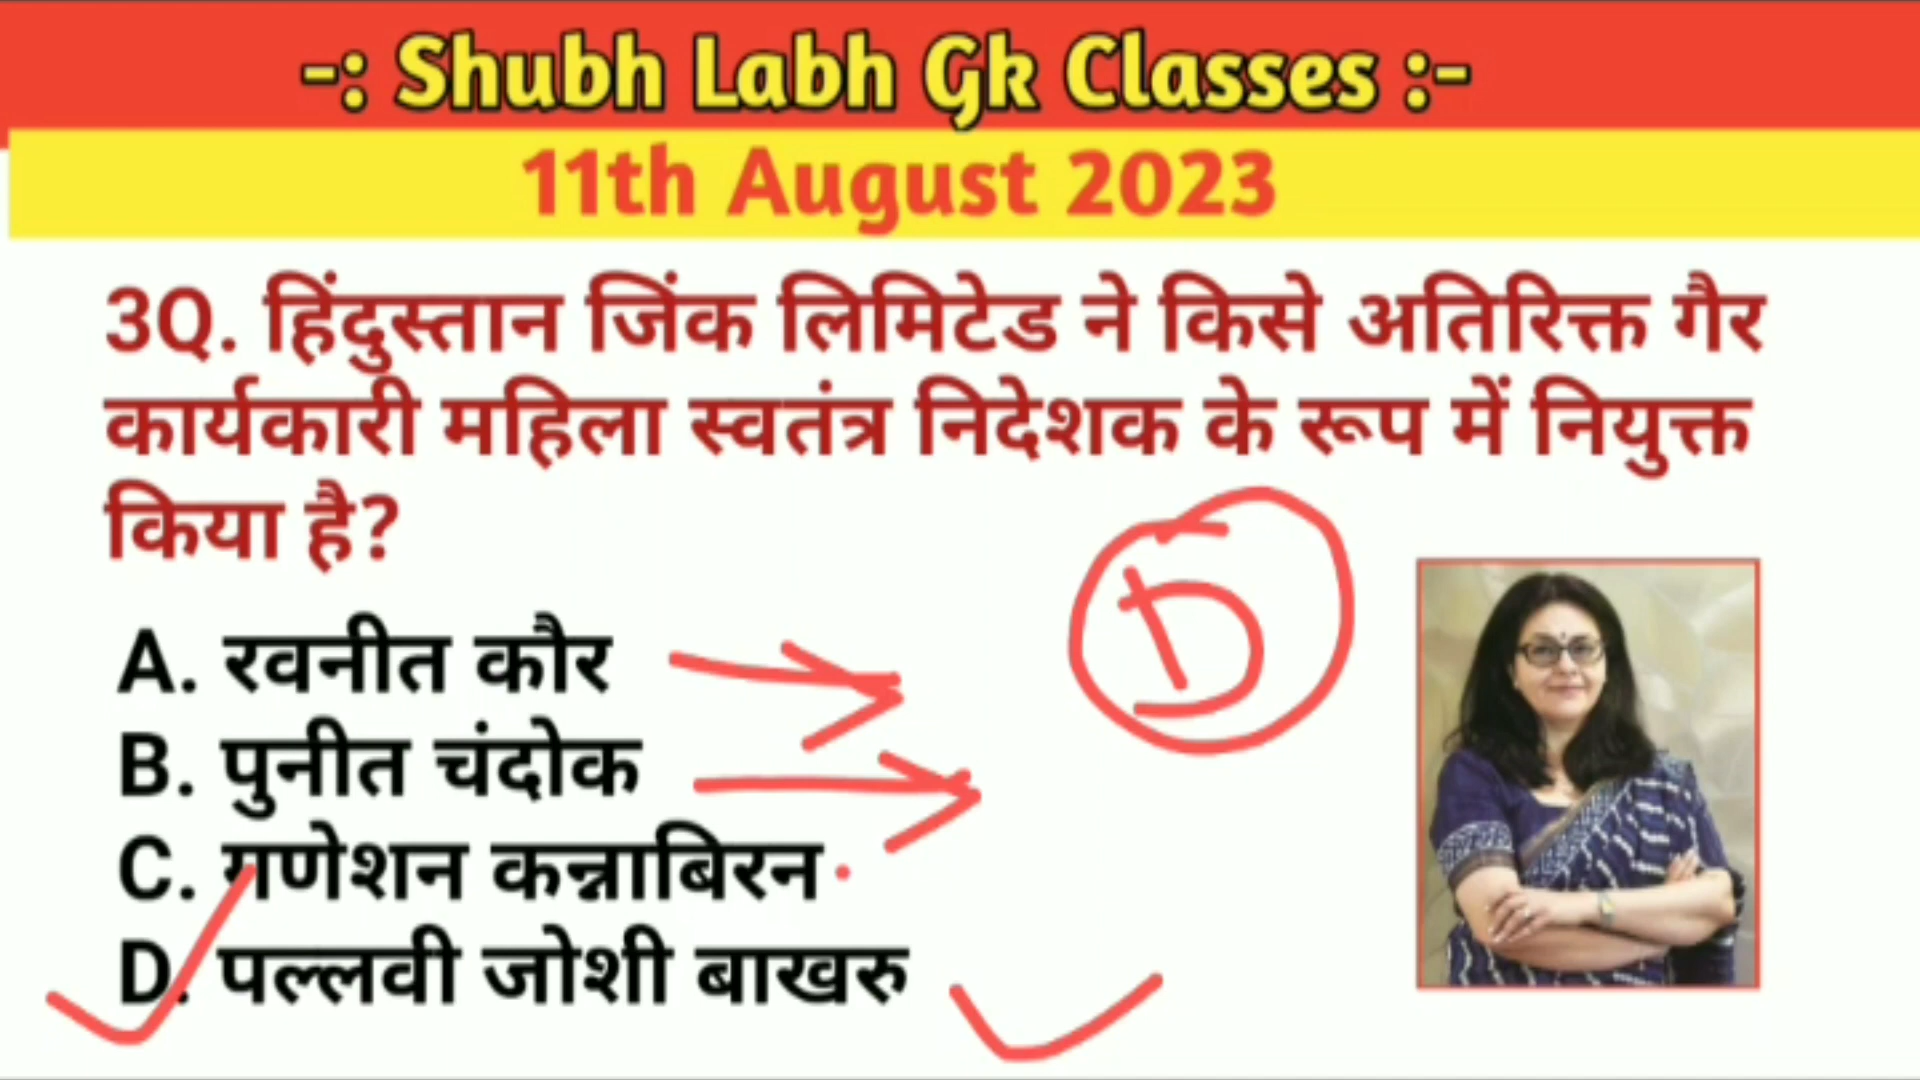 -: Shubh Labh Gk Classes :-
11th August 2023
3Q. हिंदुस्तान जिंक लिमिटेड ने किसे अतिरिक्त गैर
कार्यकारी महिला स्वतंत्र निदेशक के रूप में नियुक्त
किया है?
D
A. रवनीत कौर
B. पुनीत चंदोक
C. गणेशन कन्नाबिरन
D. पल्लवी जोशी बाखरु